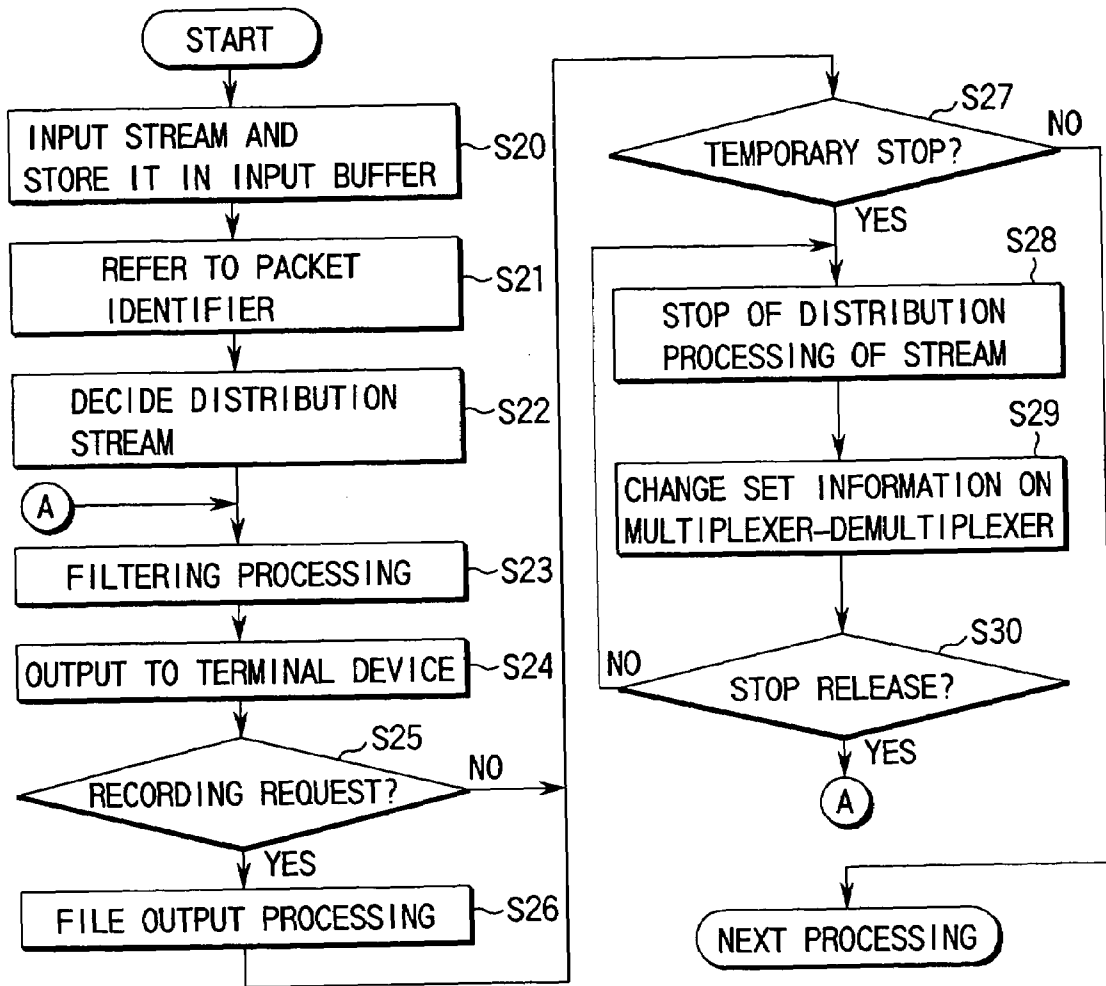 START
INPUT STREAM AND
STORE IT IN INPUT BUFFER
S20
REFER TO PACKET
IDENTIFIER
S21
DECIDE DISTRIBUTION
STREAM
S22
A
FILTERING PROCESSING
S23
OUTPUT TO TERMINAL DEVICE
S24
S25
RECORDING REQUEST?
NO
YES
FILE OUTPUT PROCESSING
S26
S27
TEMPORARY STOP?
NO
YES
S28
STOP OF DISTRIBUTION
PROCESSING OF STREAM
S29
CHANGE SET INFORMATION ON
MULTIPLEXER-DEMULTIPLEXER
S30
NO
STOP RELEASE?
YES
A
NEXT PROCESSING